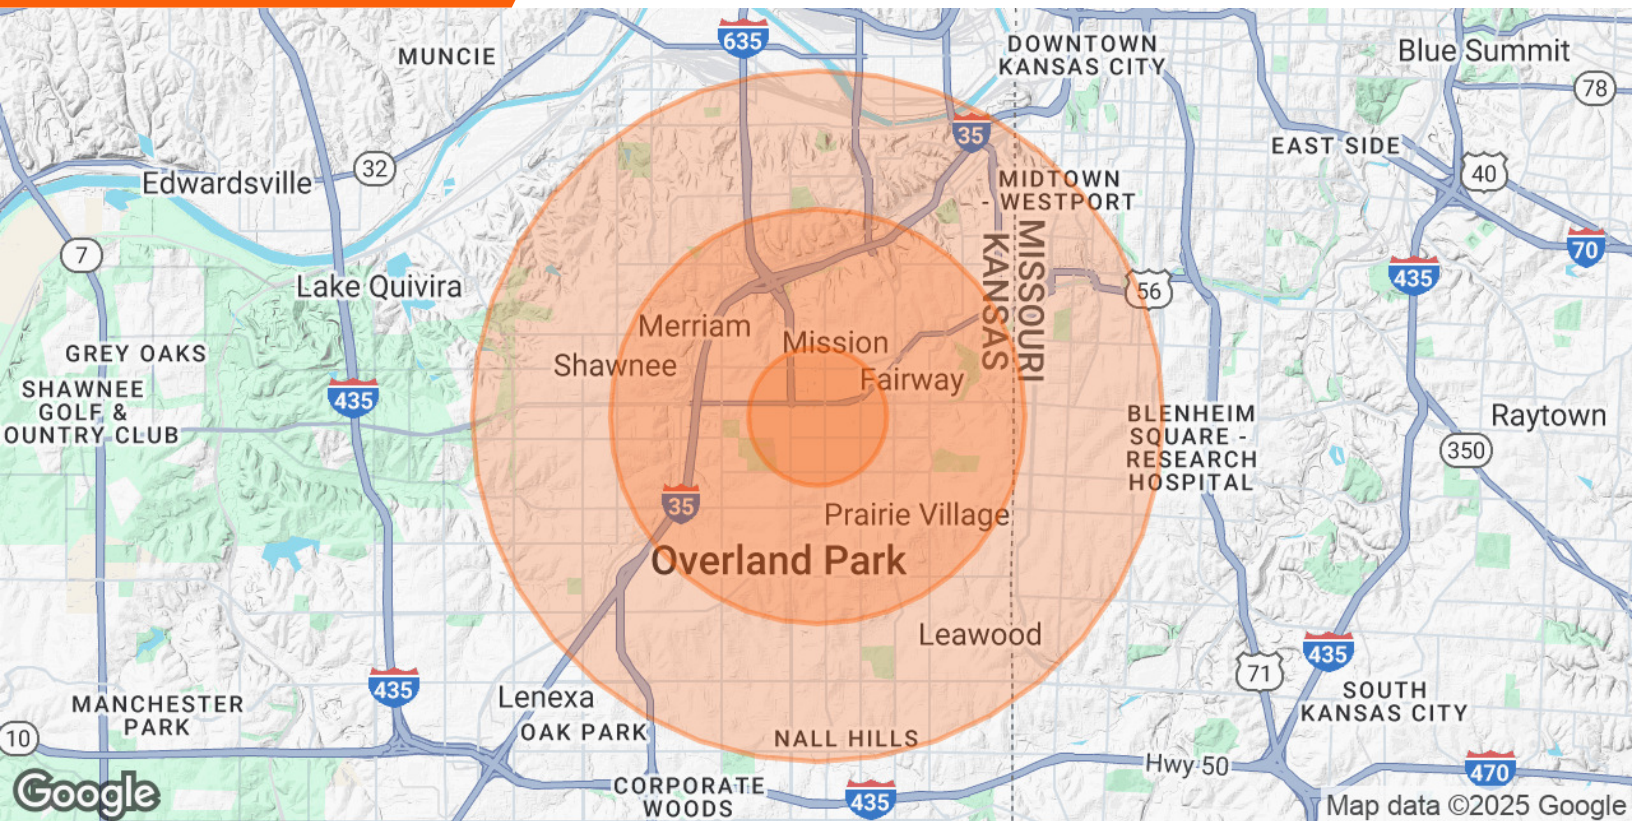 635
DOWNTOWN
KANSAS CITY
MUNCIE
Blue Summit
78
35
EAST SIDE
32
Edwardsville
MIDTOWN
- WESTPORT
40
7
KANSAS
MISSOURI
70
435
Lake Quivira
56
Merriam
Mission
GREY OAKS
Shawnee
Fairway
SHAWNEE
GOLF &
OUNTRY CLUB
435
BLENHEIM
SQUARE -
RESEARCH
HOSPITAL
Raytown
350
35
Prairie Village
Overland Park
Leawood
435
71
435
Lenexa
MANCHESTER
PARK
SOUTH
KANSAS CITY
OAK PARK
NALL HILLS
10
Hwy 50
470
CORPORATE
WOODS
435
Google
Map data ©2025 Google